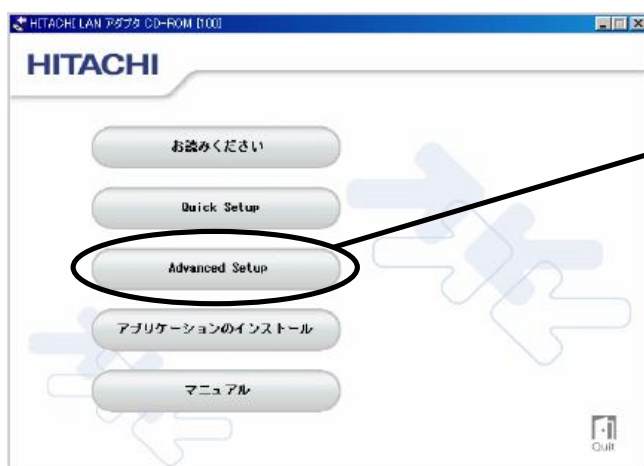 HITACHI LAN アダプタ CD-ROM [100]
HITACHI
お読みください
Quick Setup
Advanced Setup
アプリケーションのインストール
マニュアル
Quit